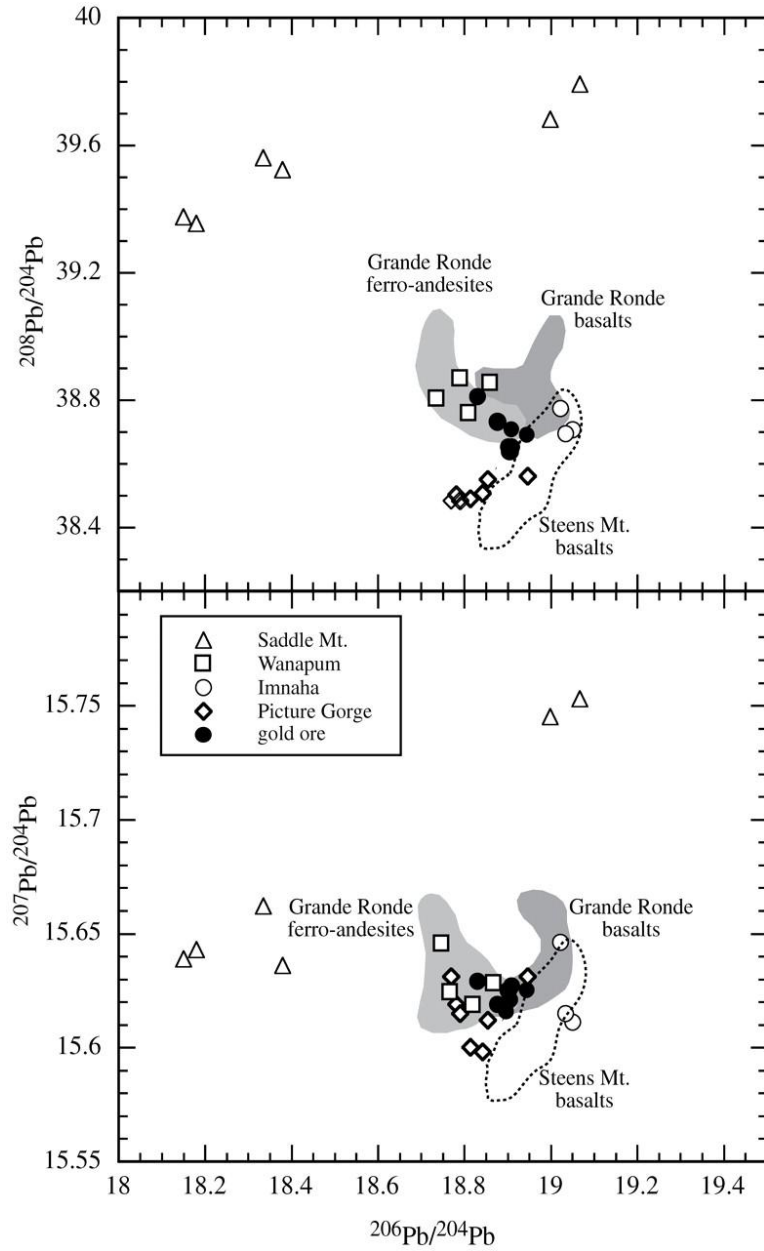 40
39.6
39.2
38.8
38.4
²⁰⁸Pb/²⁰⁴Pb
Grande Ronde
ferro-andesites
Grande Ronde
basalts
Steens Mt.
basalts
Saddle Mt.
Wanapum
Imnaha
Picture Gorge
gold ore
15.75
15.7
15.65
15.6
15.55
²⁰⁷Pb/²⁰⁴Pb
Grande Ronde
ferro-andesites
Grande Ronde
basalts
Steens Mt.
basalts
18 18.2 18.4 18.6 18.8 19 19.2 19.4
²⁰⁶Pb/²⁰⁴Pb